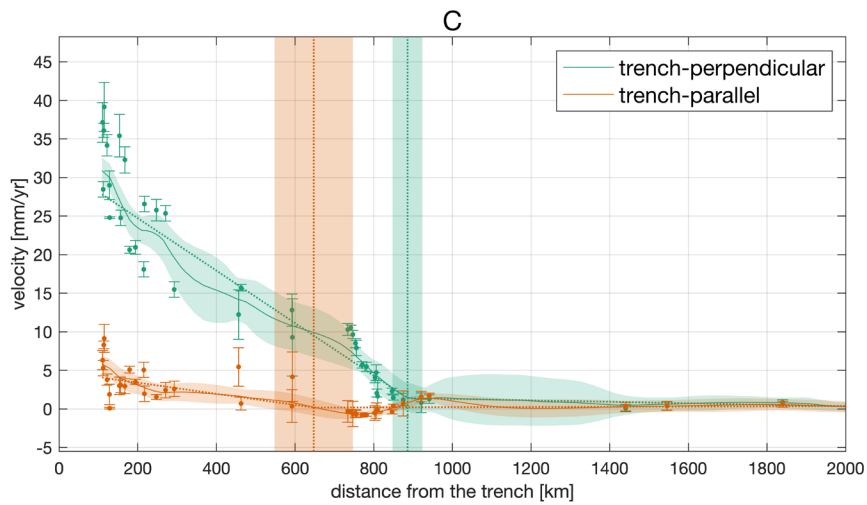 C
45
40
35
30
25
20
15
10
5
0
-5
velocity [mm/yr]
trench-perpendicular
trench-parallel
0 200 400 600 800 1000 1200 1400 1600 1800 2000
distance from the trench [km]